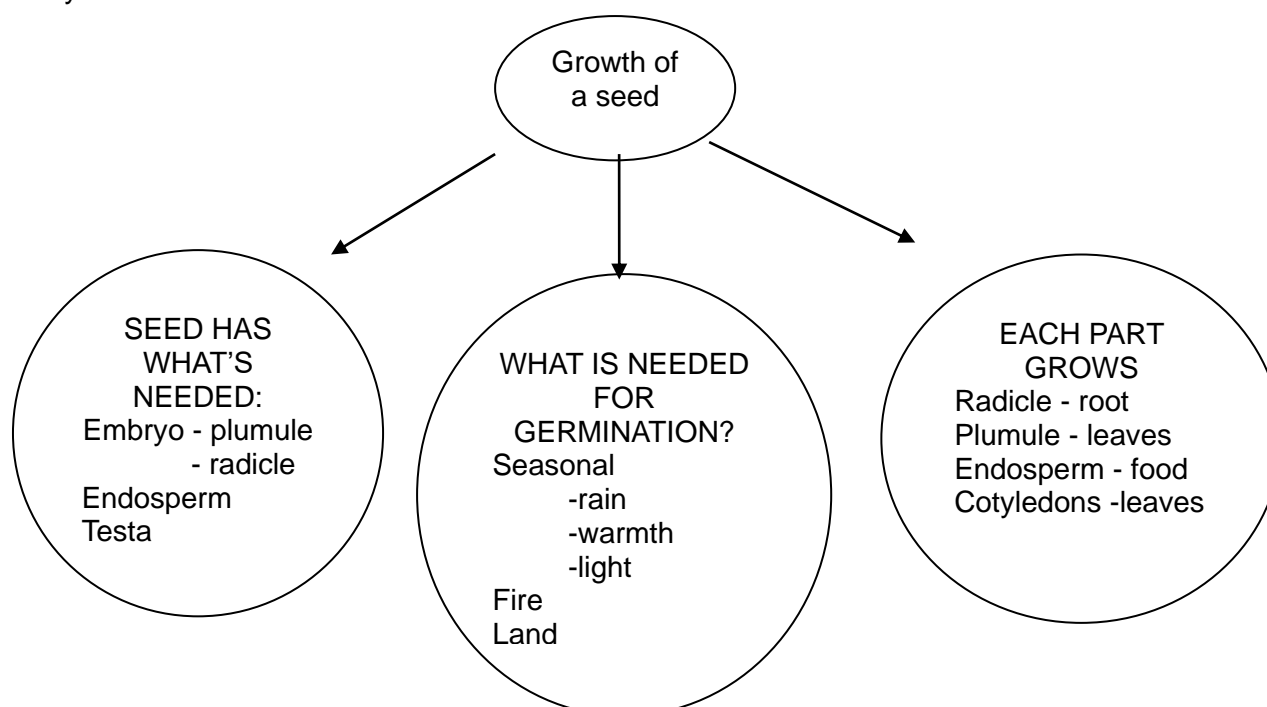 Growth of
a seed
SEED HAS
WHAT'S
NEEDED:
Embryo - plumule
- radicle
Endosperm
Testa
WHAT IS NEEDED
FOR
GERMINATION?
Seasonal
-rain
-warmth
-light
Fire
Land
EACH PART
GROWS
Radicle - root
Plumule - leaves
Endosperm - food
Cotyledons -leaves